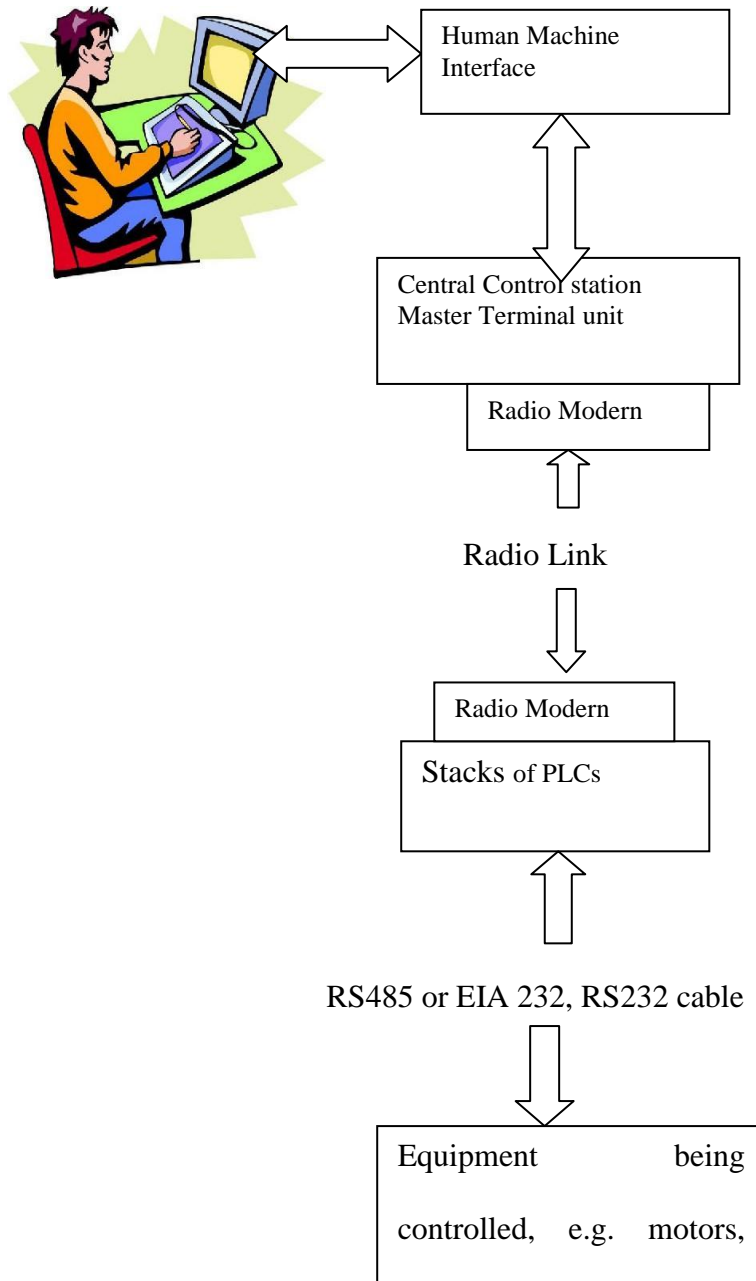 Human Machine
Interface
Central Control station
Master Terminal unit
Radio Modern
Radio Link
Radio Modern
Stacks of PLCs
RS485 or EIA 232, RS232 cable
Equipment being
controlled, e.g. motors,